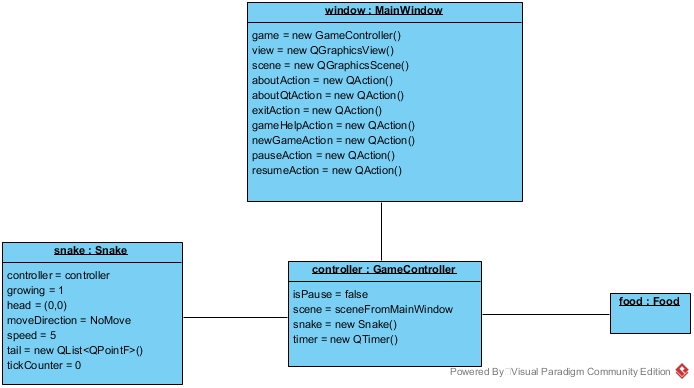 window : MainWindow
game = new GameController()
view = new QGraphicsView()
scene = new QGraphicsScene()
aboutAction = new QAction()
aboutQtAction = new QAction()
exitAction = new QAction()
gameHelpAction = new QAction()
newGameAction = new QAction()
pauseAction = new QAction()
resumeAction = new QAction()
snake : Snake
controller = controller
growing = 1
head = (0,0)
moveDirection = NoMove
speed = 5
tail = new QList<QPointF>()
tickCounter = 0
controller : GameController
isPause = false
scene = sceneFromMainWindow
snake = new Snake()
timer = new QTimer()
food : Food
Powered By Visual Paradigm Community Edition